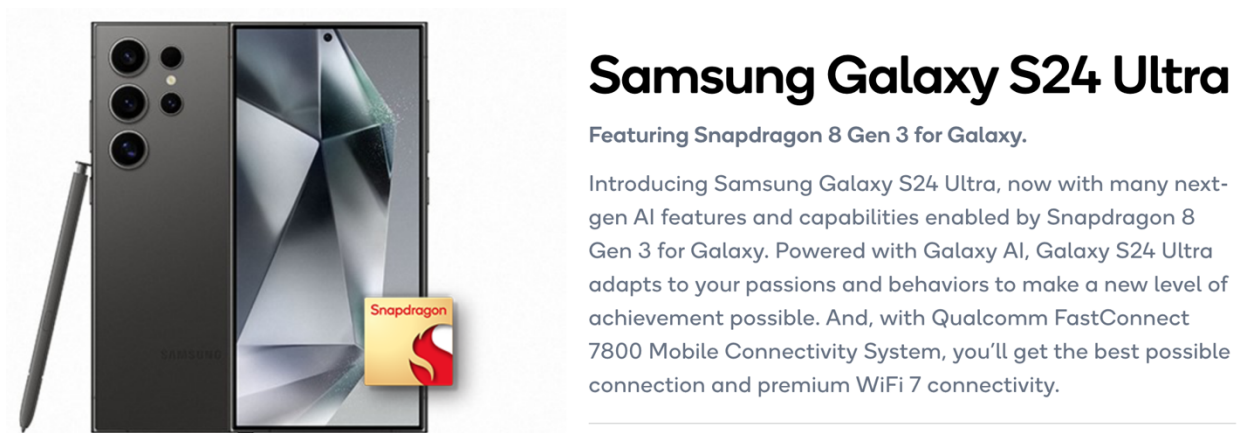 Samsung Galaxy S24 Ultra
Featuring Snapdragon 8 Gen 3 for Galaxy.
Introducing Samsung Galaxy S24 Ultra, now with many next-
gen AI features and capabilities enabled by Snapdragon 8
Gen 3 for Galaxy. Powered with Galaxy AI, Galaxy S24 Ultra
adapts to your passions and behaviors to make a new level of
achievement possible. And, with Qualcomm FastConnect
7800 Mobile Connectivity System, you’ll get the best possible
connection and premium WiFi 7 connectivity.
SAMSUNG
Snapdragon